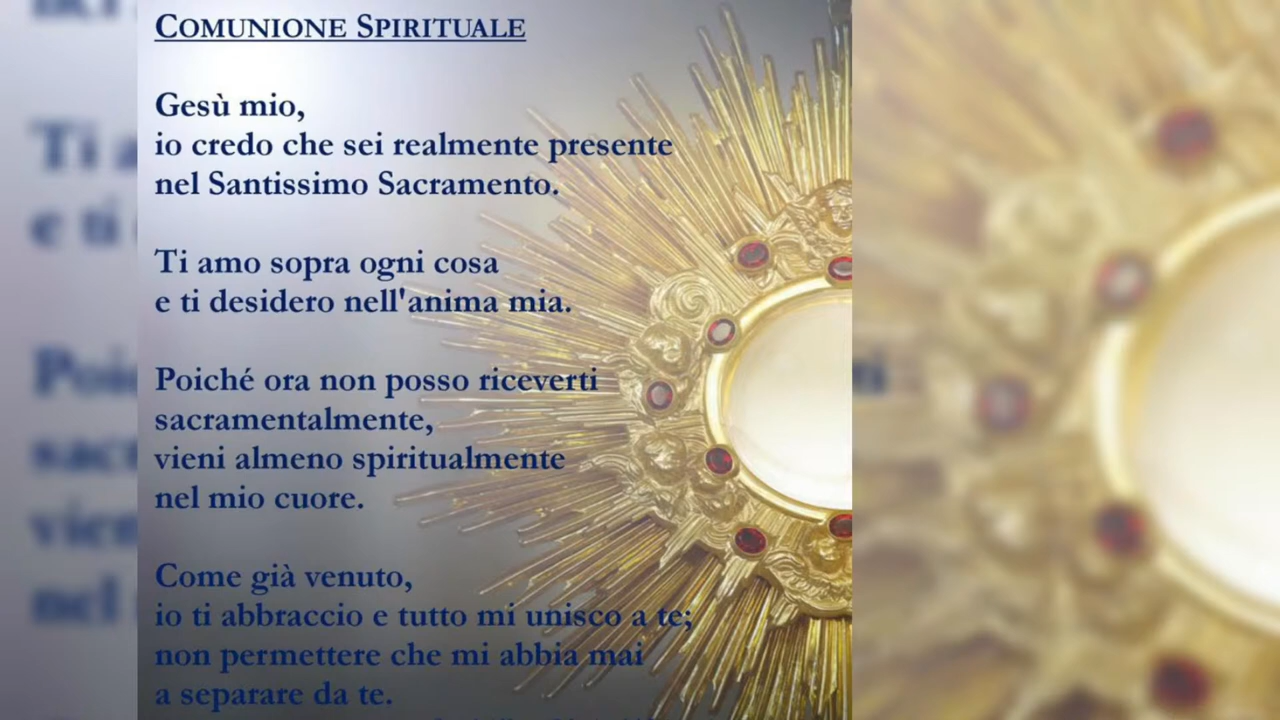 COMUNIONE SPIRITUALE
Gesù mio,
io credo che sei realmente presente
nel Santissimo Sacramento.
Ti amo sopra ogni cosa
e ti desidero nell'anima mia.
Poiché ora non posso riceverti
sacramentalmente,
vieni almeno spiritualmente
nel mio cuore.
Come già venuto,
io ti abbraccio e tutto mi unisco a te;
non permettere che mi abbia mai
a separare da te.